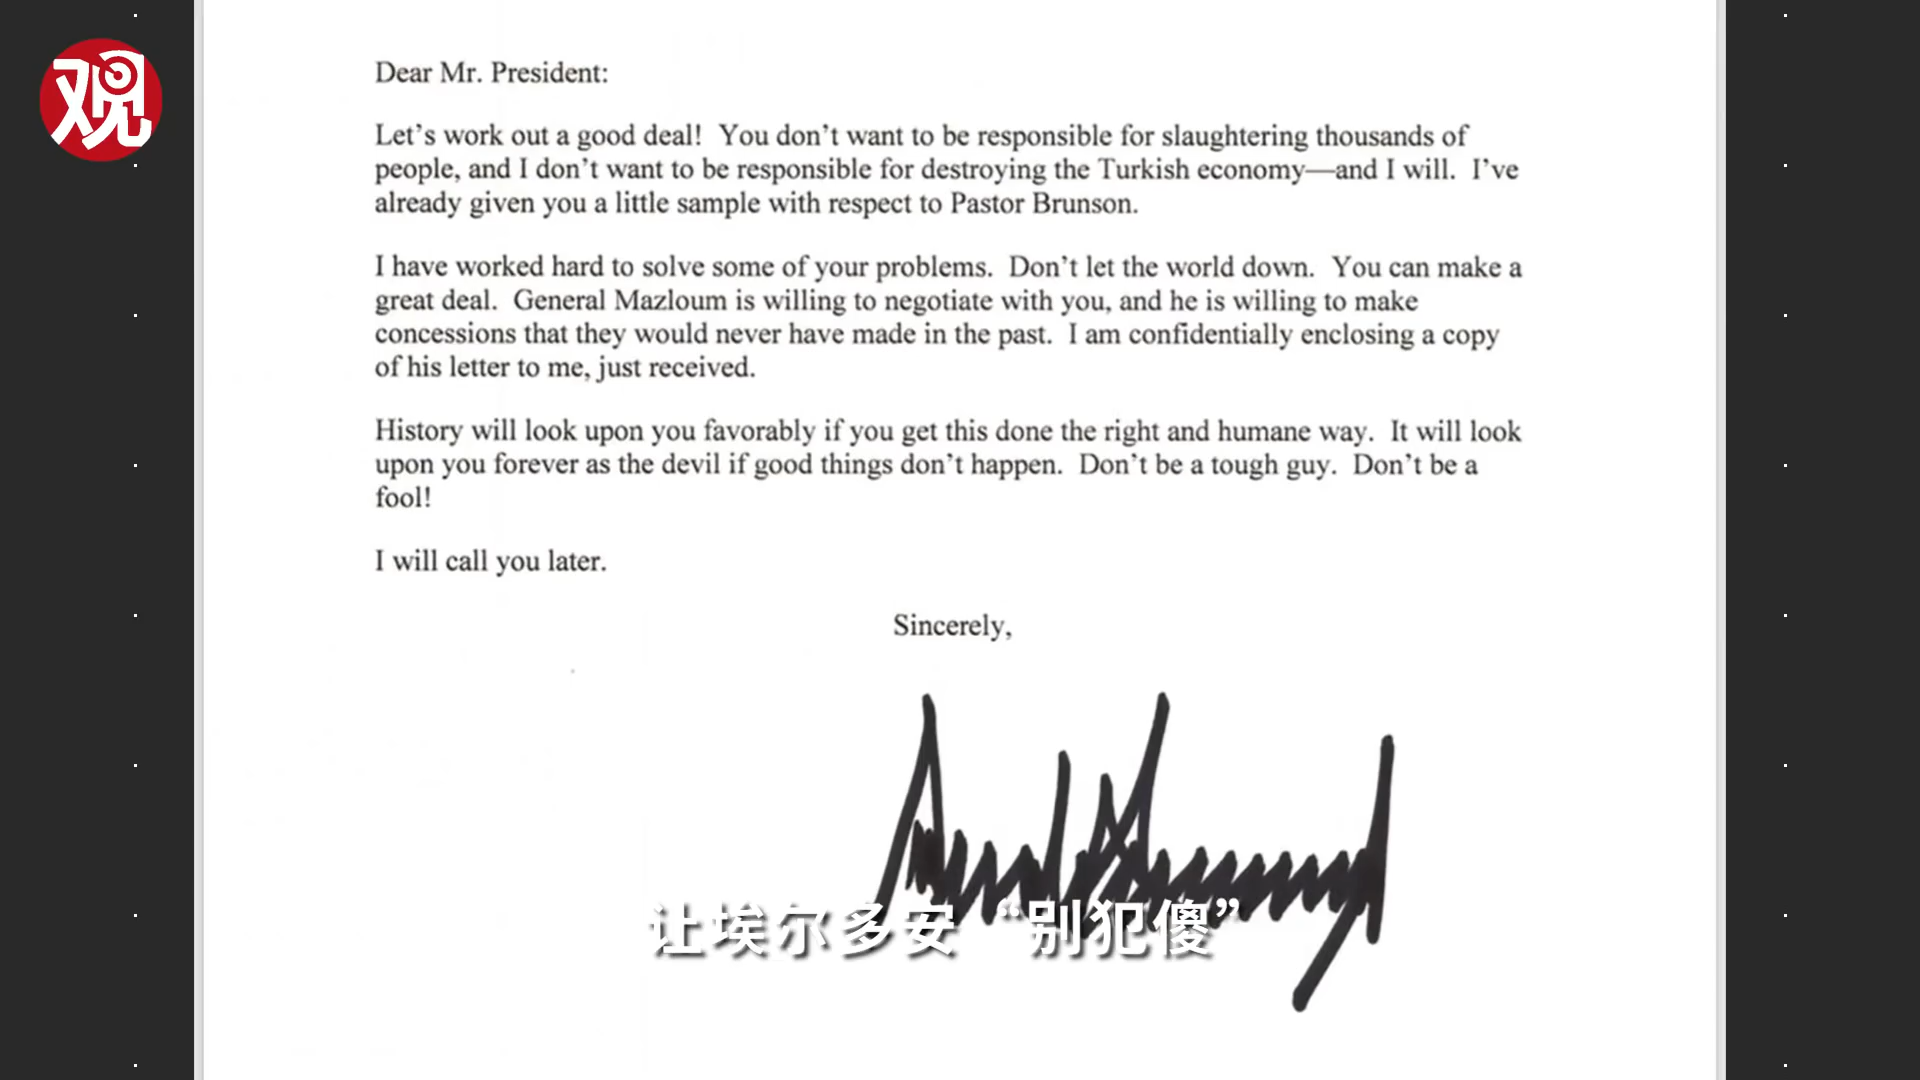 观
Dear Mr. President:
Let’s work out a good deal!  You don’t want to be responsible for slaughtering thousands of
people, and I don’t want to be responsible for destroying the Turkish economy—and I will.  I’ve
already given you a little sample with respect to Pastor Brunson.
I have worked hard to solve some of your problems.  Don’t let the world down.  You can make a
great deal.  General Mazloum is willing to negotiate with you, and he is willing to make
concessions that they would never have made in the past.  I am confidentially enclosing a copy
of his letter to me, just received.
History will look upon you favorably if you get this done the right and humane way.  It will look
upon you forever as the devil if good things don’t happen.  Don’t be a tough guy.  Don’t be a
fool!
I will call you later.
Sincerely,
让埃尔多安“别犯傻”